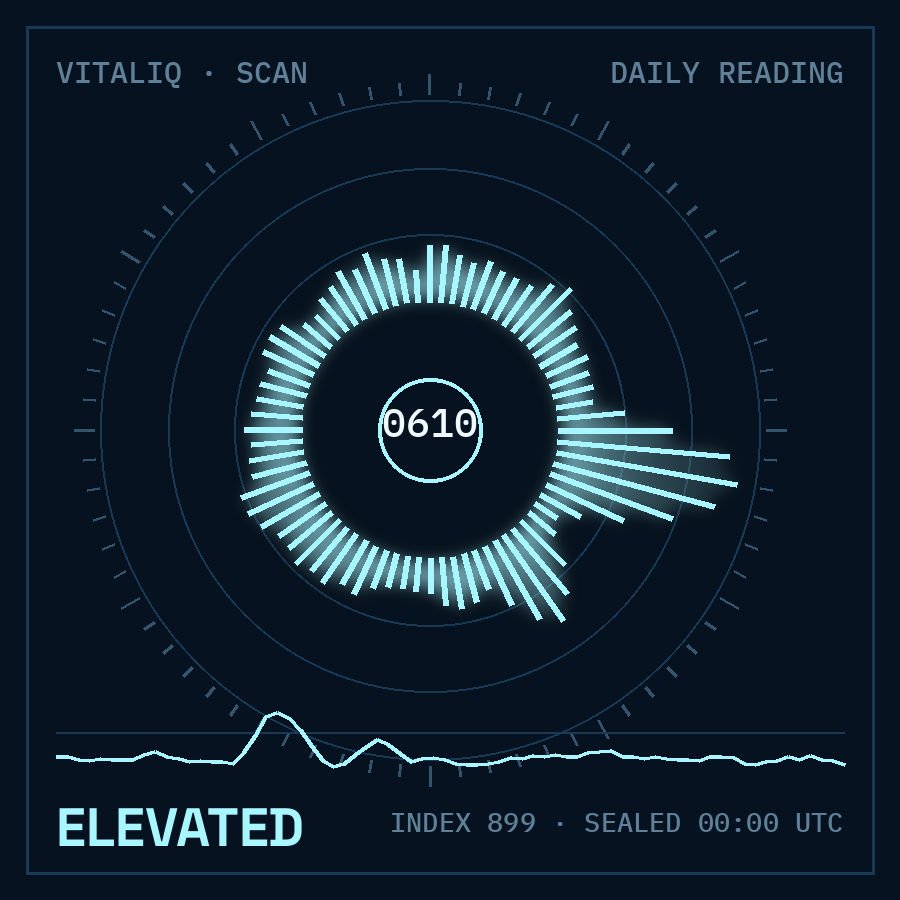 VITALIQ · SCAN
DAILY READING
0610
ELEVATED
INDEX 899 · SEALED 00:00 UTC